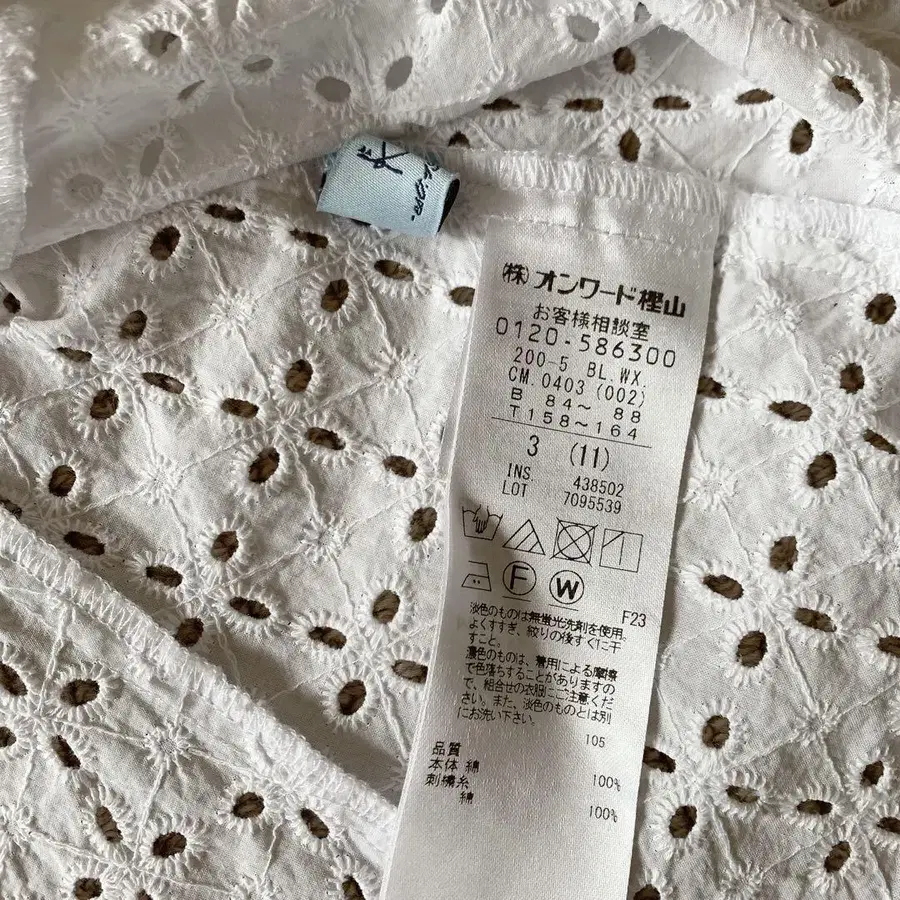 ㈱オンワード樫山
お客様相談室
0120-586300
200-5 BL.WX.
CM.0403 (002)
B 84～ 88
T 158～164
3 (11)
INS. 438502
LOT 7095539
F W
F23
淡色のものは無蛍光洗剤を使用。
よくすすぎ、絞りの後すぐに干
すこと。
濃色のものは、着用による摩擦
で色落ちすることがありますの
で、組合せの衣服にご注意くだ
さい。また、淡色のものとは別
にお洗い下さい。
105
品質
本体 綿 100%
刺繍糸
綿 100%